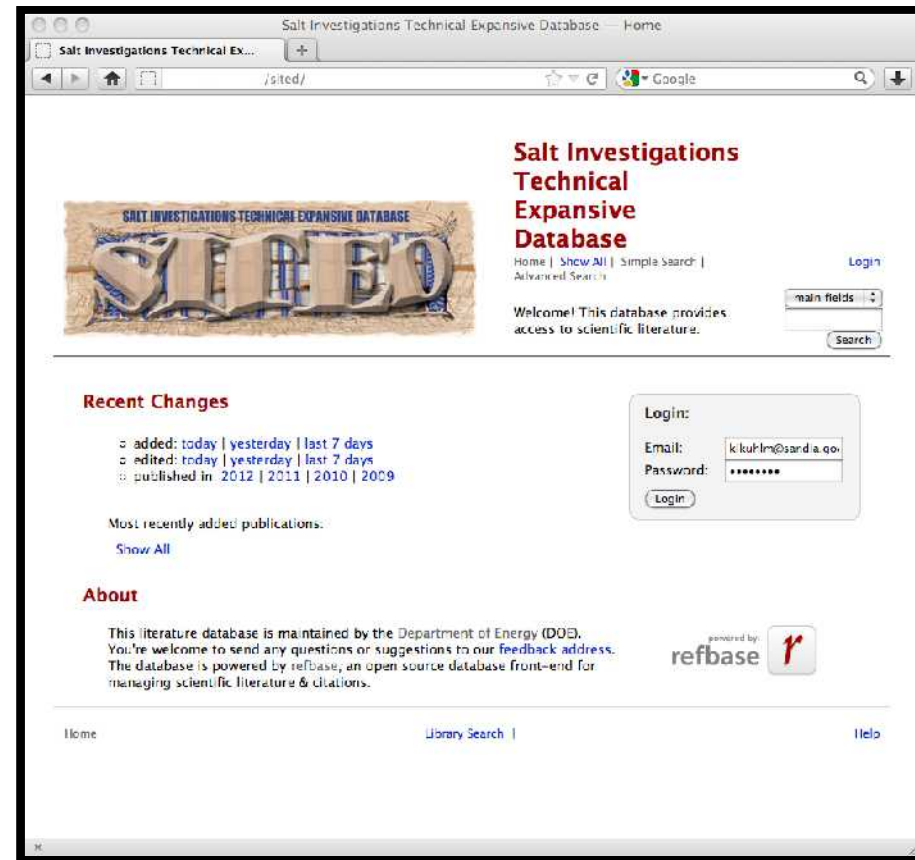 Salt Investigations Technical Expansive Database — Home
Salt Investigations Technical Ex...
/sited/
Google
SALT INVESTIGATIONS TECHNICAL EXPANSIVE DATABASE
SITED
Salt Investigations
Technical
Expansive
Database
Home | Show All | Simple Search |
Advanced Search
Login
Welcome! This database provides
access to scientific literature.
main fields
Search
Recent Changes
added: today | yesterday | last 7 days
edited: today | yesterday | last 7 days
published in 2012 | 2011 | 2010 | 2009
Most recently added publications:
Show All
Login:
Email: klkuhlm@sandia.gov
Password: ••••••••
Login
About
This literature database is maintained by the Department of Energy (DOE).
You're welcome to send any questions or suggestions to our feedback address.
The database is powered by refbase, an open source database front-end for
managing scientific literature & citations.
powered by:
refbase r
Home
Library Search |
Help